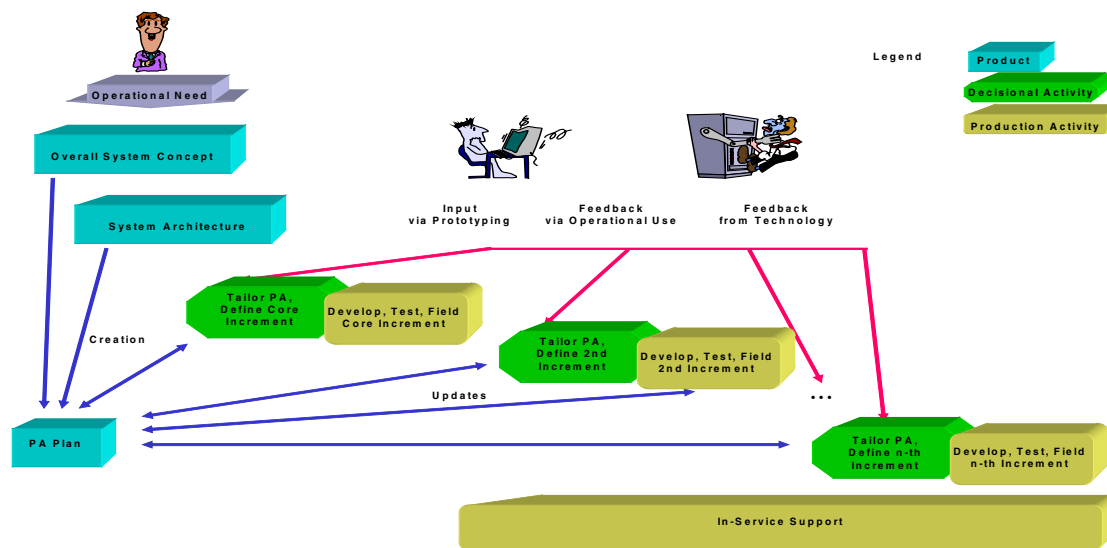 Legend
Product
Decisional Activity
Production Activity
Operational Need
Overall System Concept
System Architecture
Input
via Prototyping
Feedback
via Operational Use
Feedback
from Technology
Tailor PA,
Define Core
Increment
Develop, Test, Field
Core Increment
Creation
Tailor PA,
Define 2nd
Increment
Develop, Test, Field
2nd Increment
Updates
...
PA Plan
Tailor PA,
Define n-th
Increment
Develop, Test, Field
n-th Increment
In-Service Support